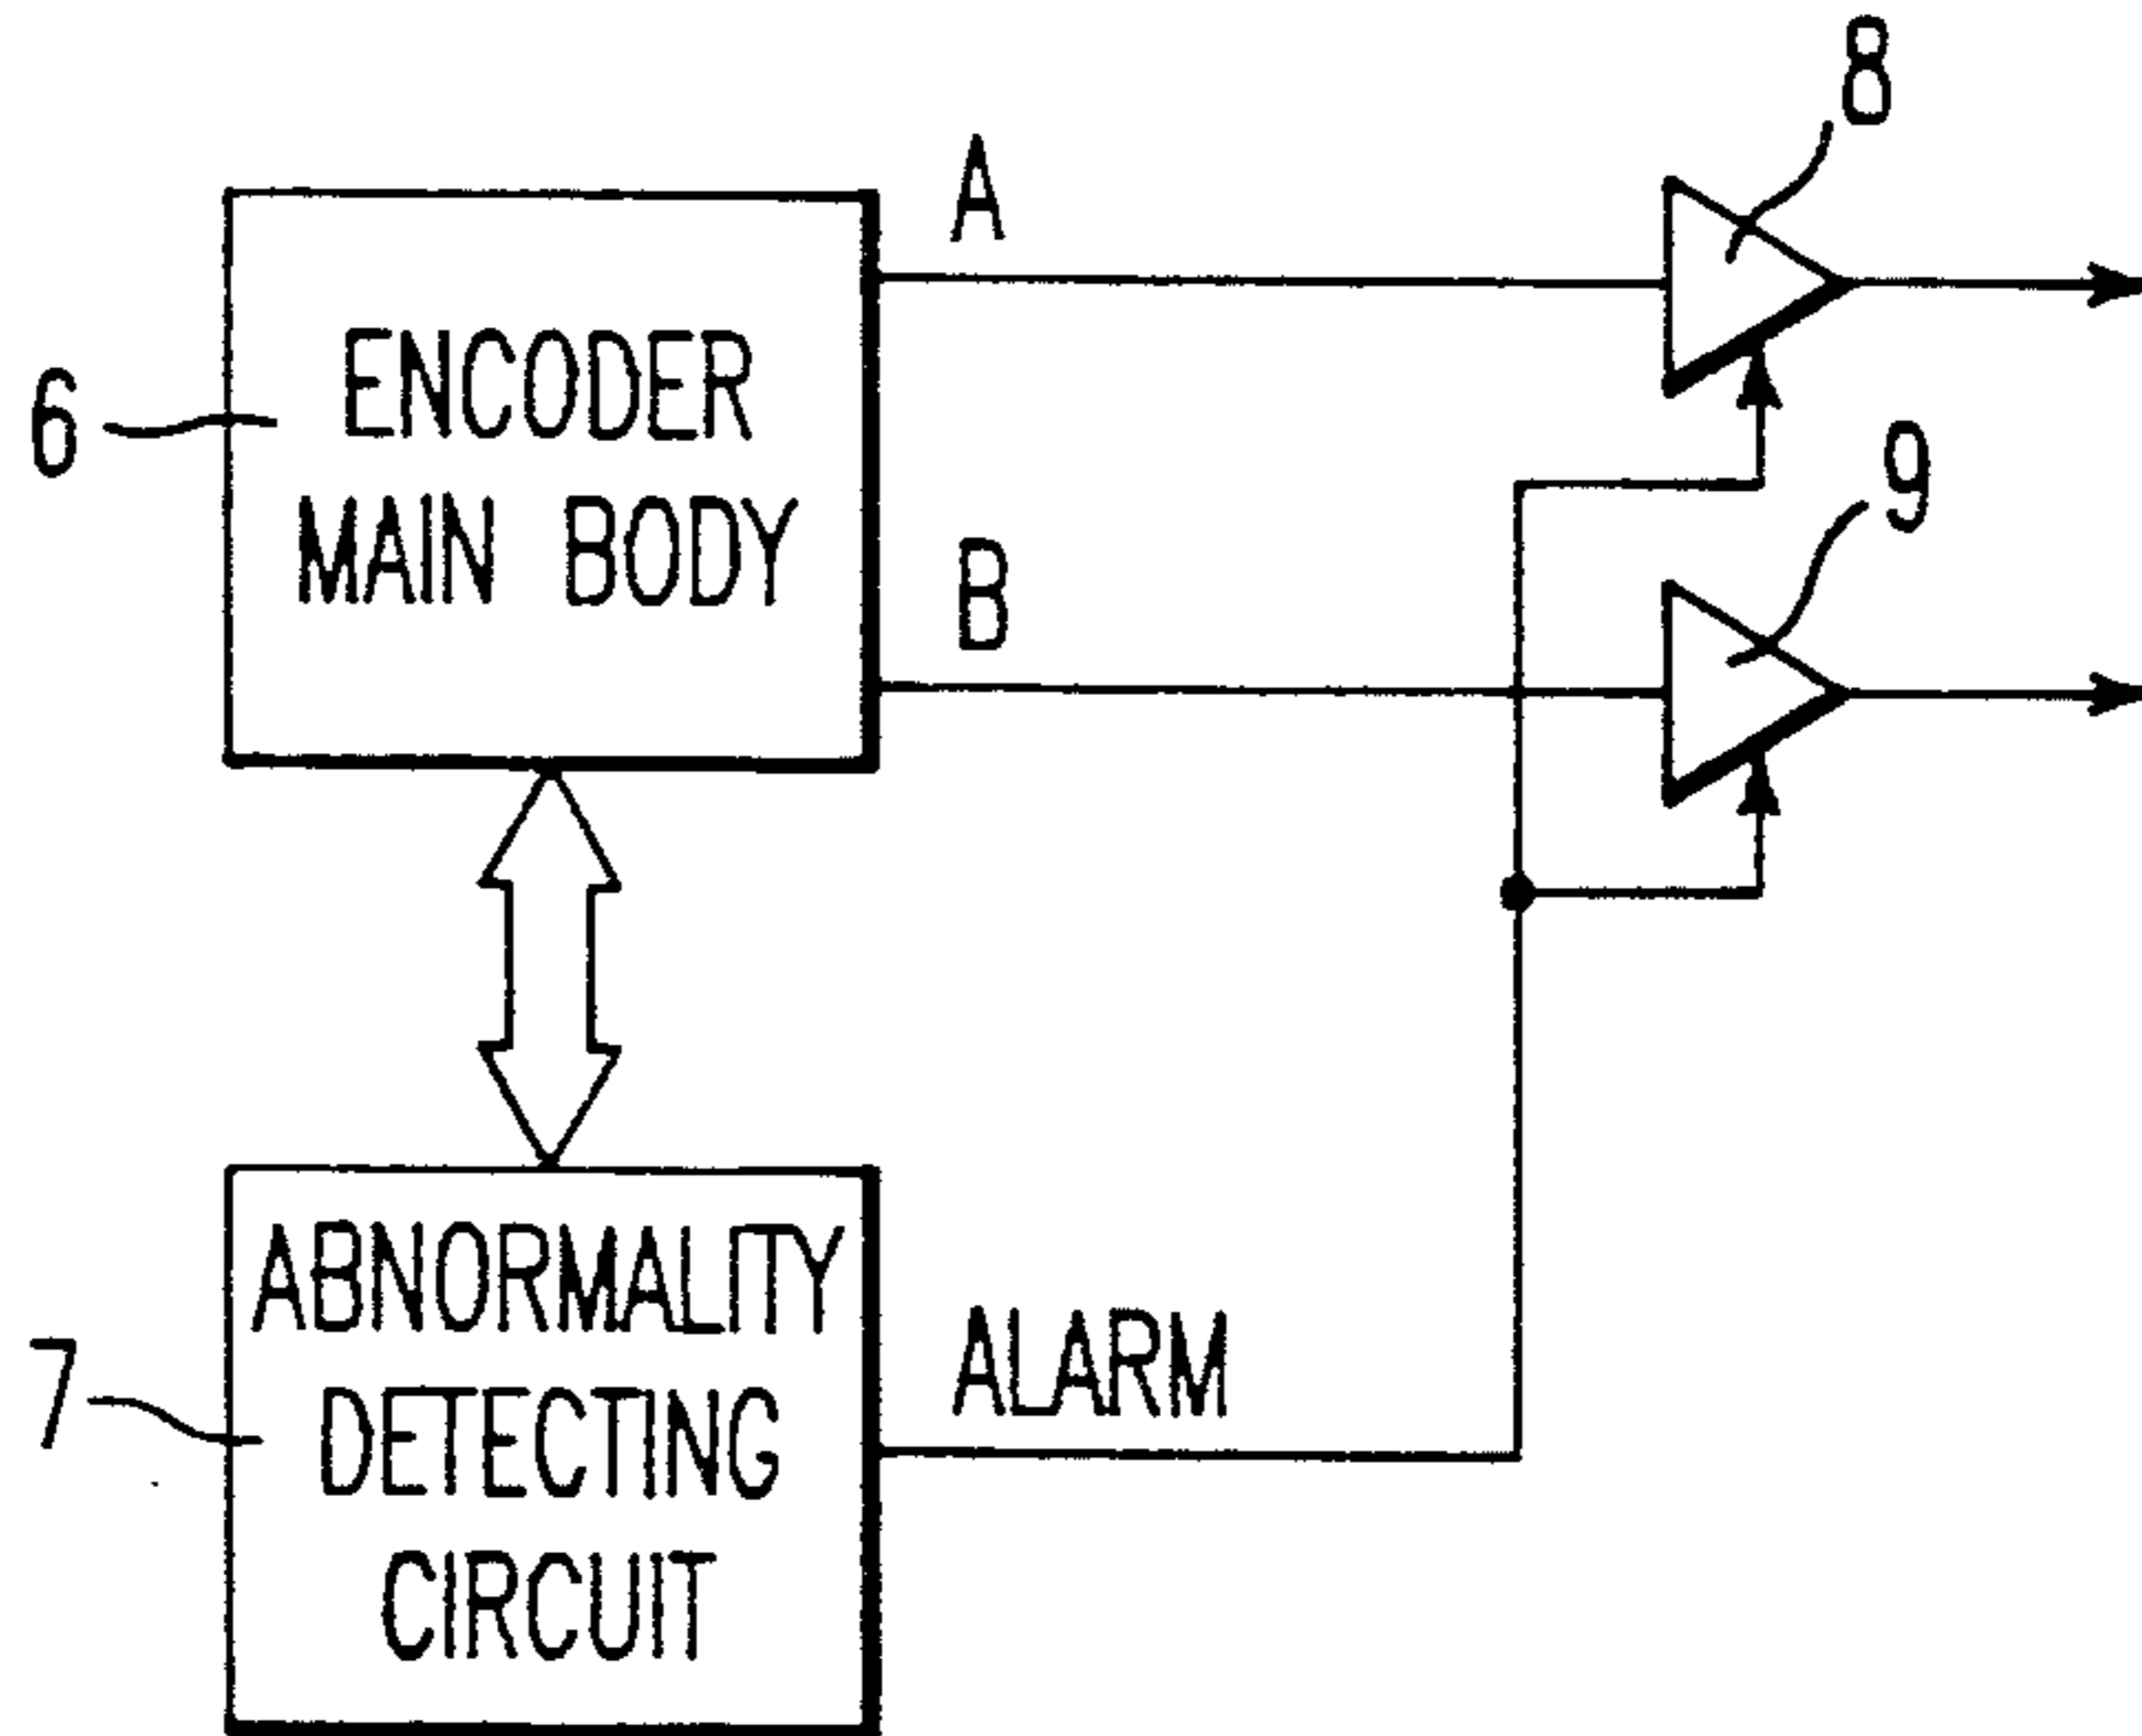 8
A
ENCODER
MAIN BODY
6
9
B
ABNORMALITY
DETECTING
CIRCUIT
7
ALARM